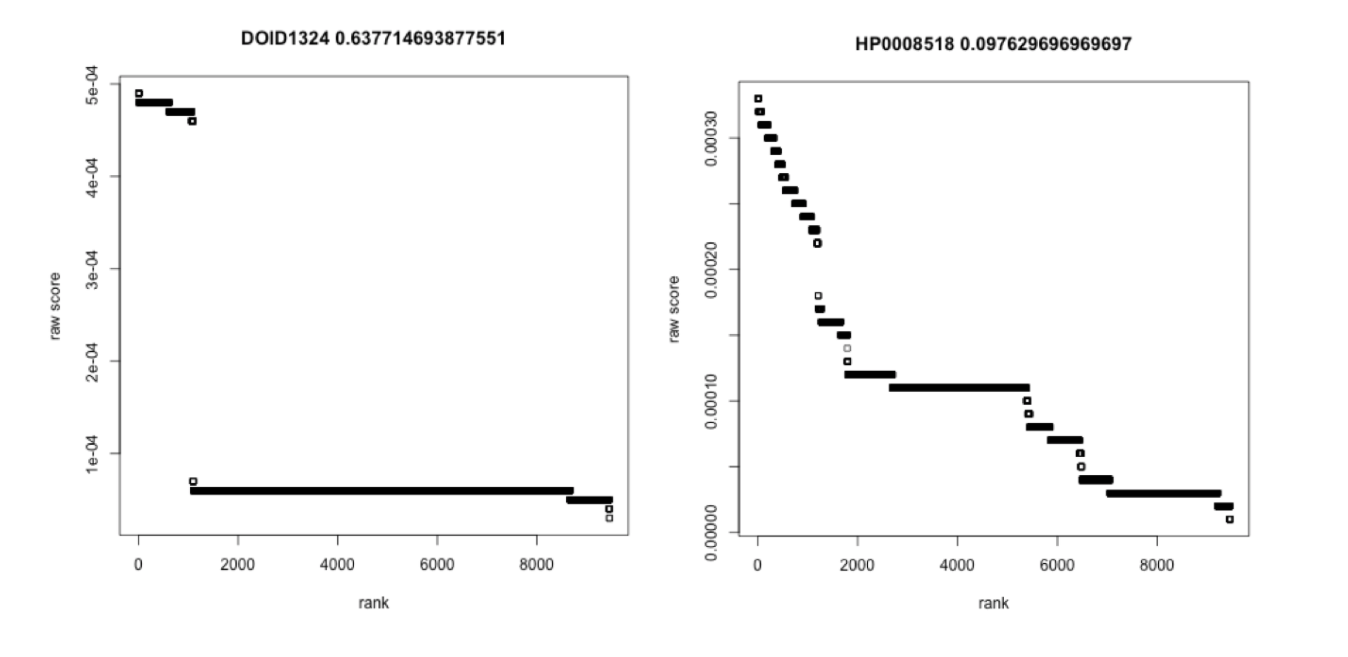 DOID1324 0.637714693877551
raw score
5e-04
4e-04
3e-04
2e-04
1e-04
0 2000 4000 6000 8000
rank
HP0008518 0.097629696969697
raw score
0.00030
0.00020
0.00010
0.00000
0 2000 4000 6000 8000
rank